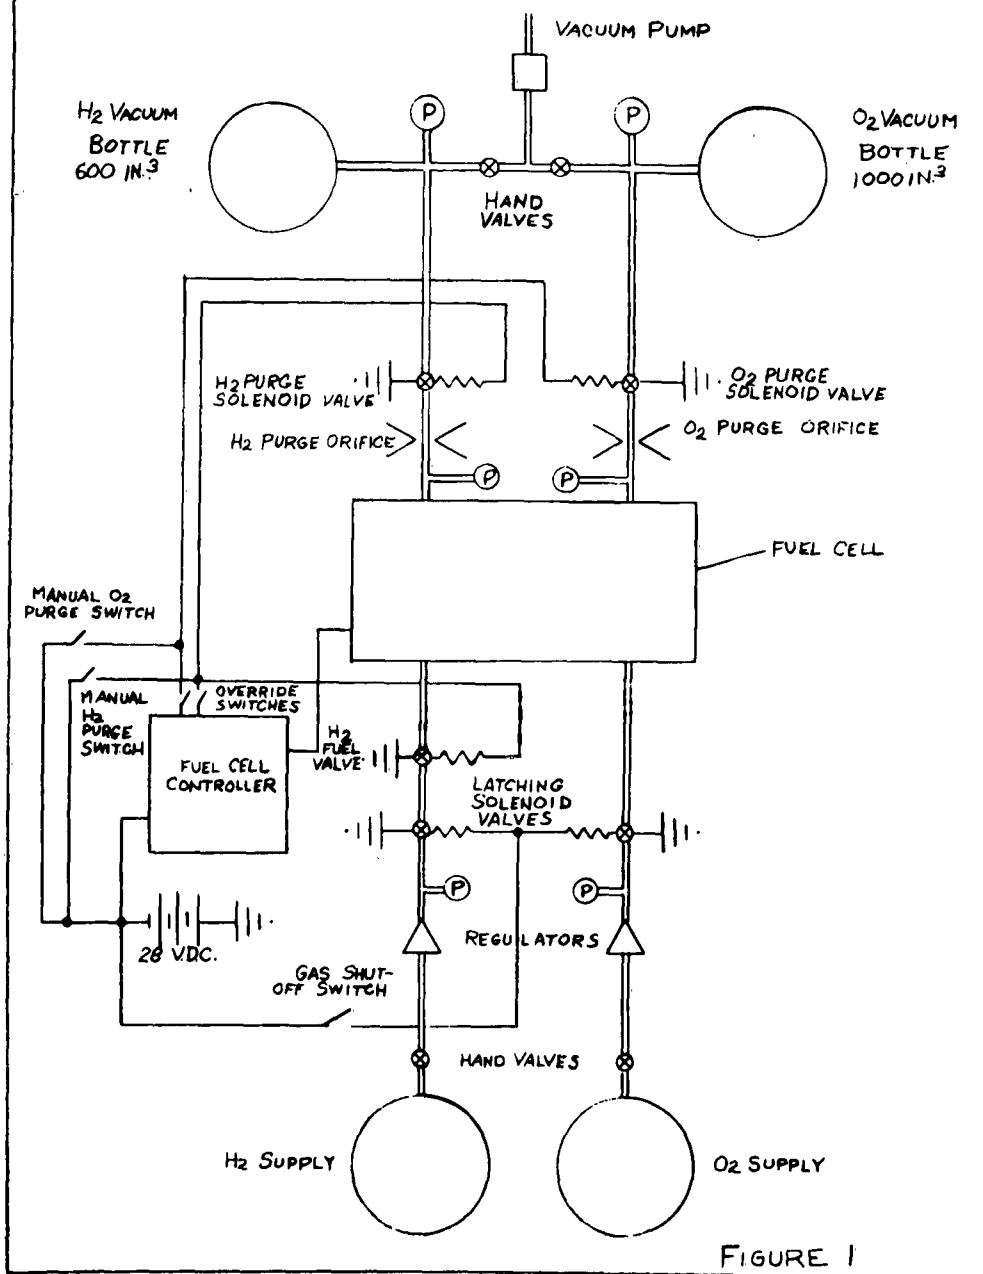 VACUUM PUMP
H2 VACUUM
BOTTLE
600 IN.3
P
P
O2 VACUUM
BOTTLE
1000 IN.3
HAND
VALVES
H2 PURGE
SOLENOID VALVE
O2 PURGE
SOLENOID VALVE
H2 PURGE ORIFICE
O2 PURGE ORIFICE
P
P
FUEL CELL
MANUAL O2
PURGE SWITCH
MANUAL
H2
PURGE
SWITCH
OVERRIDE
SWITCHES
H2
FUEL
VALVE
FUEL CELL
CONTROLLER
LATCHING
SOLENOID
VALVES
P
P
REGULATORS
28 V.D.C.
GAS SHUT-
OFF SWITCH
HAND VALVES
H2 SUPPLY
O2 SUPPLY
FIGURE 1